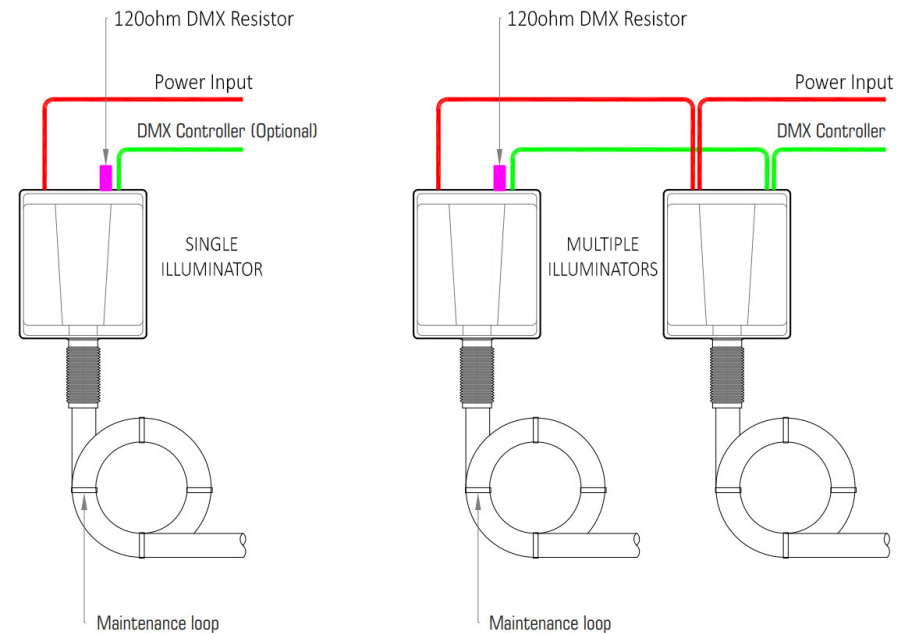 120ohm DMX Resistor
Power Input
DMX Controller (Optional)
SINGLE
ILLUMINATOR
Maintenance loop
120ohm DMX Resistor
Power Input
DMX Controller
MULTIPLE
ILLUMINATORS
Maintenance loop